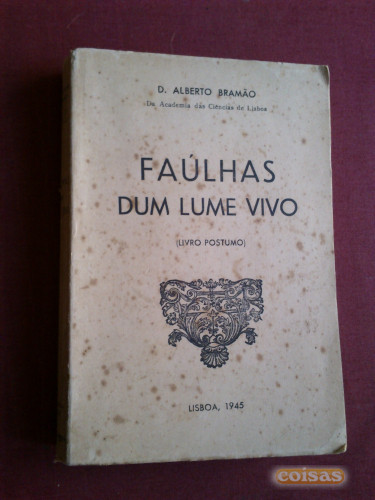 D. ALBERTO BRAMÃO
Da Academia das Ciências de Lisboa
FAÚLHAS
DUM LUME VIVO
(LIVRO POSTUMO)
LISBOA, 1945
coisas